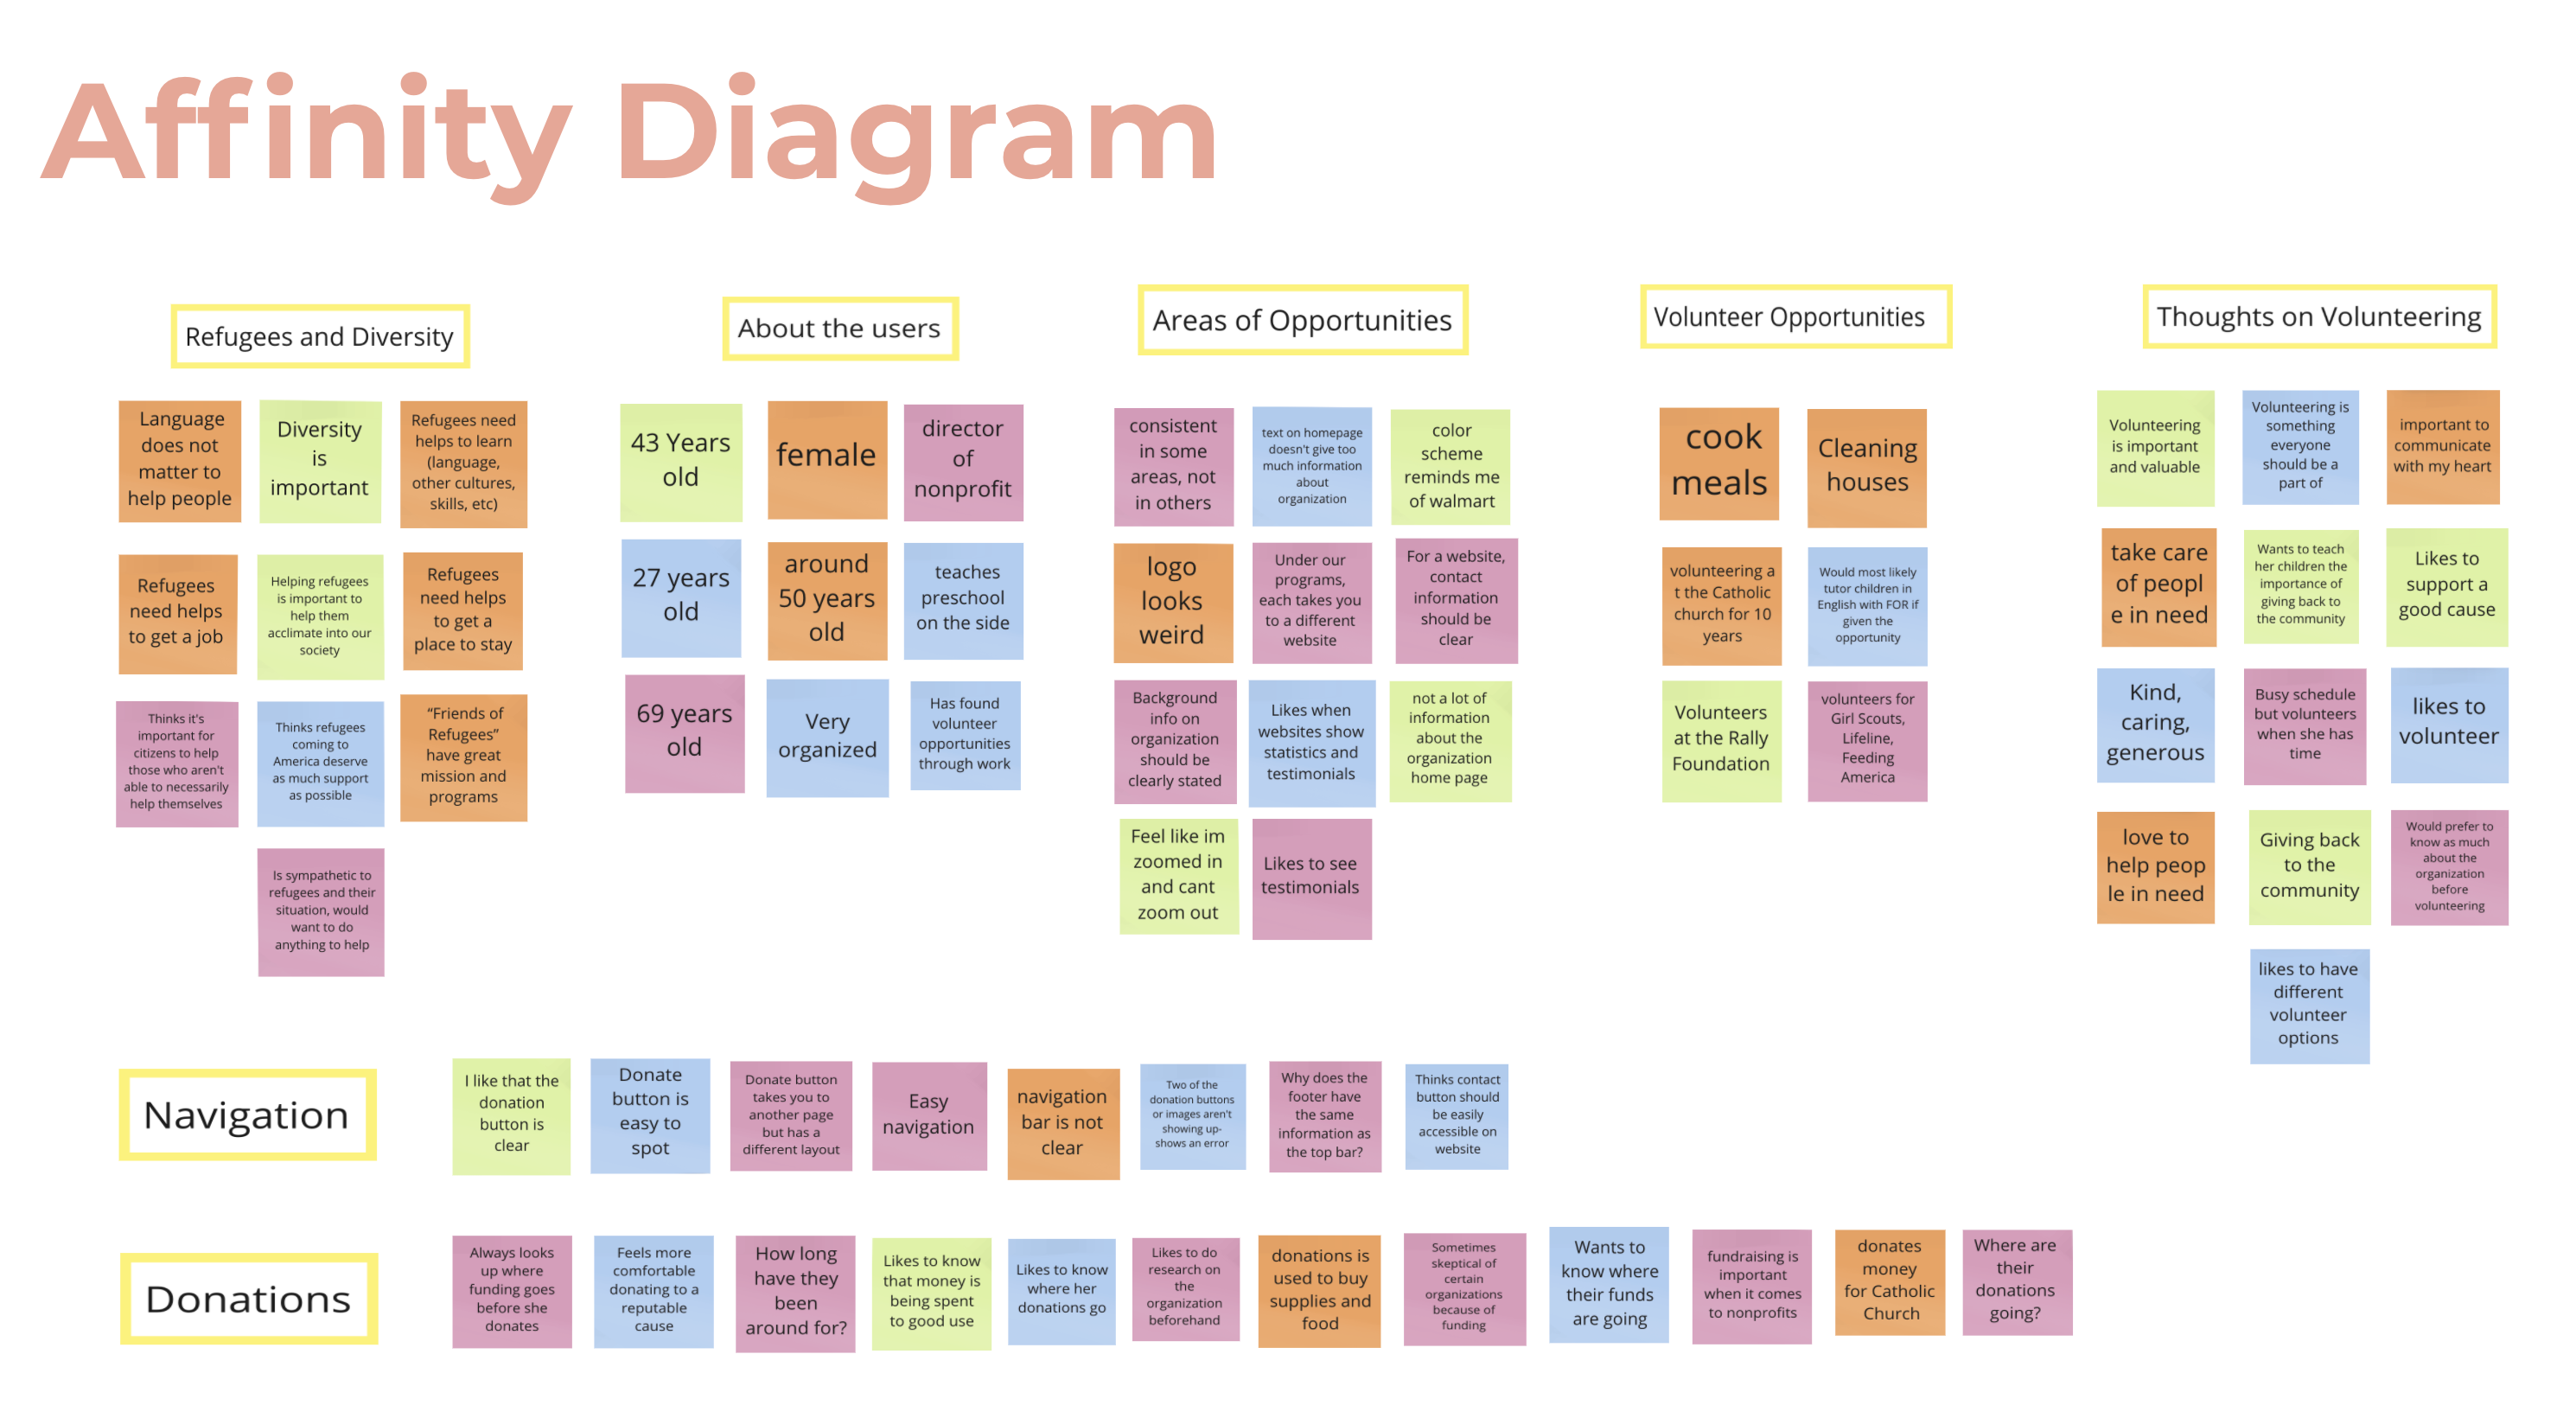 Affinity Diagram
Refugees and Diversity
Language
does not
matter to
help people
Diversity
is
important
Refugees need
helps to learn
(language,
other cultures,
skills, etc)
Refugees
need helps
to get a job
Helping refugees
is important to
help them
acclimate into our
society
Refugees
need helps
to get a
place to stay
Thinks it's
important for
citizens to help
those who aren't
able to necessarily
help themselves
Thinks refugees
coming to
America deserve
as much support
as possible
“Friends of
Refugees”
have great
mission and
programs
Is sympathetic to
refugees and their
situation, would
want to do
anything to help
About the users
43 Years
old
female
director
of
nonprofit
27 years
old
around
50 years
old
teaches
preschool
on the side
69 years
old
Very
organized
Has found
volunteer
opportunities
through work
Areas of Opportunities
consistent
in some
areas, not
in others
text on homepage
doesn't give too
much information
about
organization
color
scheme
reminds me
of walmart
logo
looks
weird
Under our
programs,
each takes you
to a different
website
For a website,
contact
information
should be
clear
Background
info on
organization
should be
clearly stated
Likes when
websites show
statistics and
testimonials
not a lot of
information
about the
organization
home page
Feel like im
zoomed in
and cant
zoom out
Likes to see
testimonials
Volunteer Opportunities
cook
meals
Cleaning
houses
volunteering a
t the Catholic
church for 10
years
Would most likely
tutor children in
English with FOR if
given the
opportunity
Volunteers
at the Rally
Foundation
volunteers for
Girl Scouts,
Lifeline,
Feeding
America
Thoughts on Volunteering
Volunteering
is important
and valuable
Volunteering is
something
everyone
should be a
part of
important to
communicate
with my heart
take care
of peopl
e in need
Wants to teach
her children the
importance of
giving back to
the community
Likes to
support a
good cause
Kind,
caring,
generous
Busy schedule
but volunteers
when she has
time
likes to
volunteer
love to
help peop
le in need
Giving back
to the
community
Would prefer to
know as much
about the
organization
before
volunteering
likes to have
different
volunteer
options
Navigation
I like that the
donation
button is
clear
Donate
button is
easy to
spot
Donate button
takes you to
another page
but has a
different layout
Easy
navigation
navigation
bar is not
clear
Two of the
donation buttons
or images aren't
showing up-
shows an error
Why does the
footer have
the same
information as
the top bar?
Thinks contact
button should
be easily
accessible on
website
Donations
Always looks
up where
funding goes
before she
donates
Feels more
comfortable
donating to a
reputable
cause
How long
have they
been
around for?
Likes to know
that money is
being spent
to good use
Likes to know
where her
donations go
Likes to do
research on
the
organization
beforehand
donations is
used to buy
supplies and
food
Sometimes
skeptical of
certain
organizations
because of
funding
Wants to
know where
their funds
are going
fundraising is
important
when it comes
to nonprofits
donates
money
for Catholic
Church
Where are
their
donations
going?